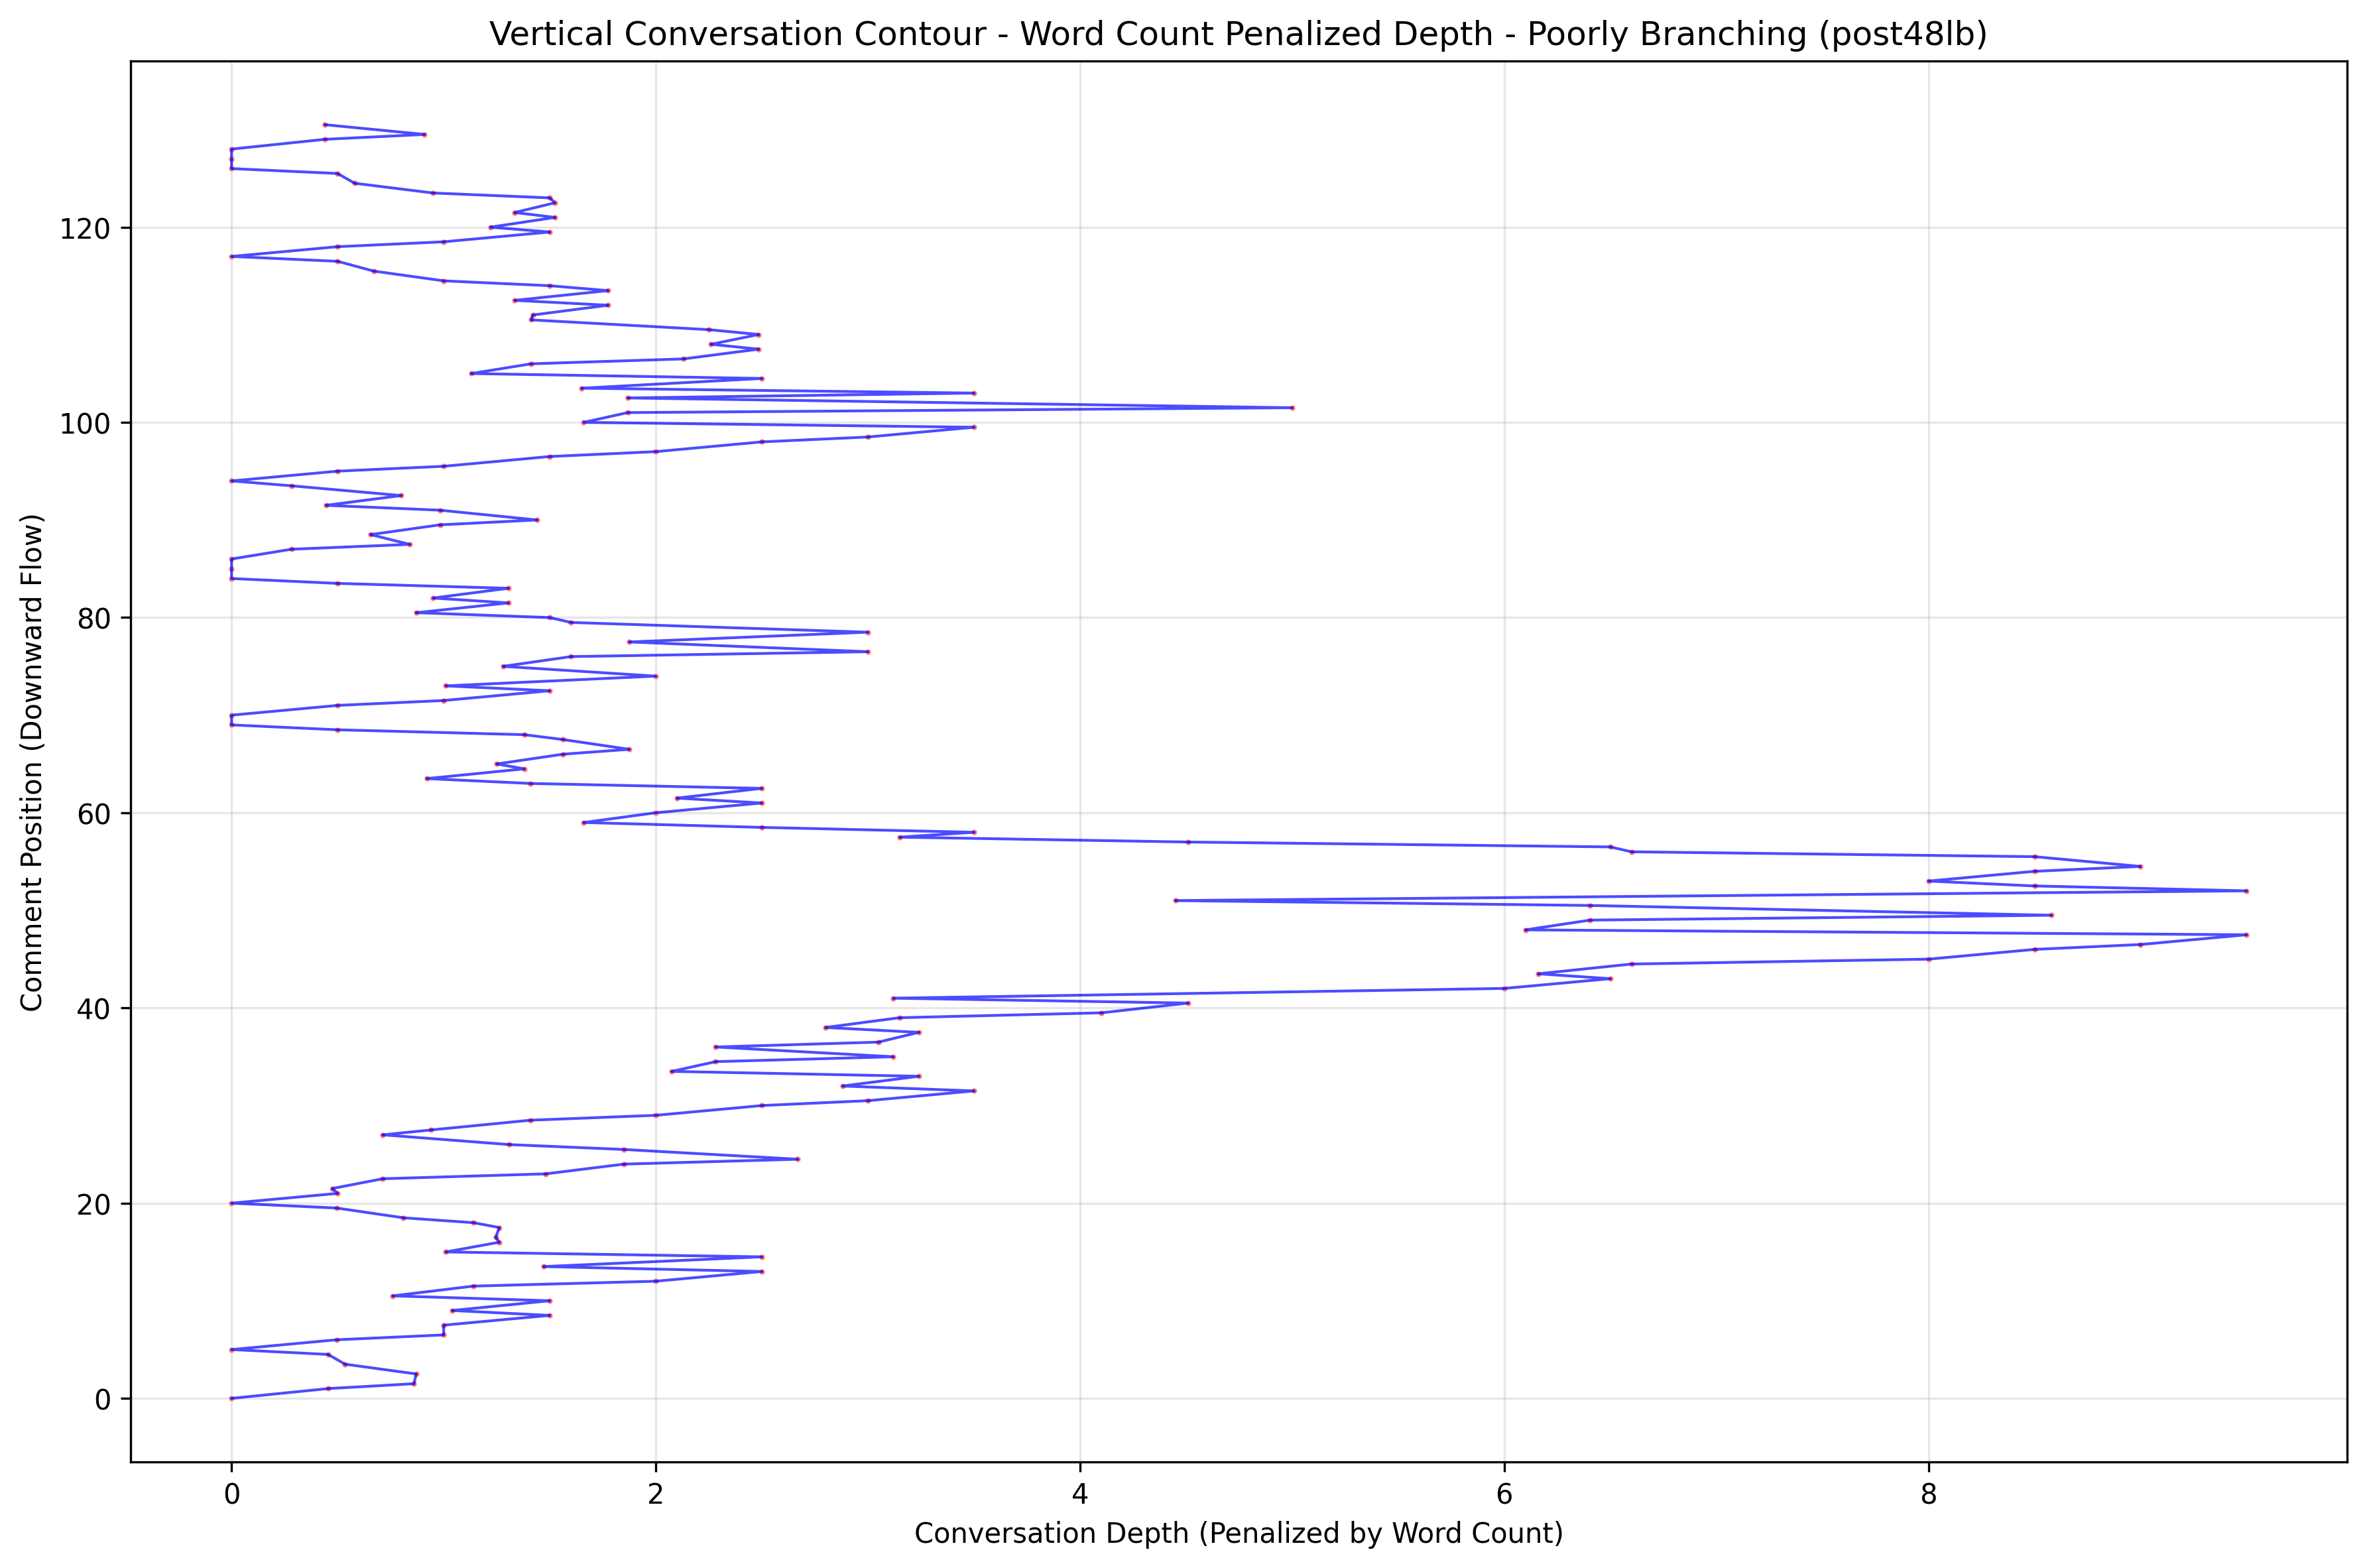 Vertical Conversation Contour - Word Count Penalized Depth - Poorly Branching (post48lb)
Comment Position (Downward Flow)
120
100
80
60
40
20
0
0 2 4 6 8
Conversation Depth (Penalized by Word Count)